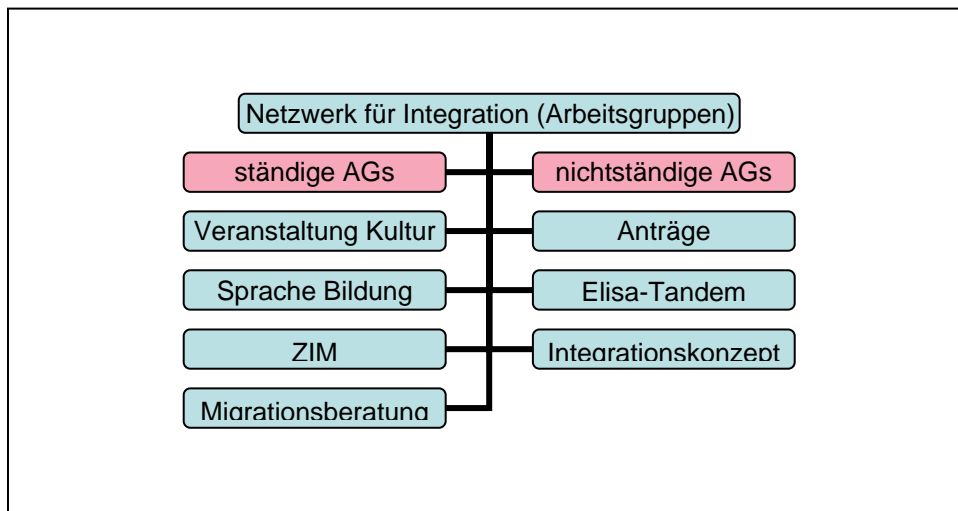 Netzwerk für Integration (Arbeitsgruppen)
ständige AGs
nichtständige AGs
Veranstaltung Kultur
Anträge
Sprache Bildung
Elisa-Tandem
ZIM
Integrationskonzept
Migrationsberatung